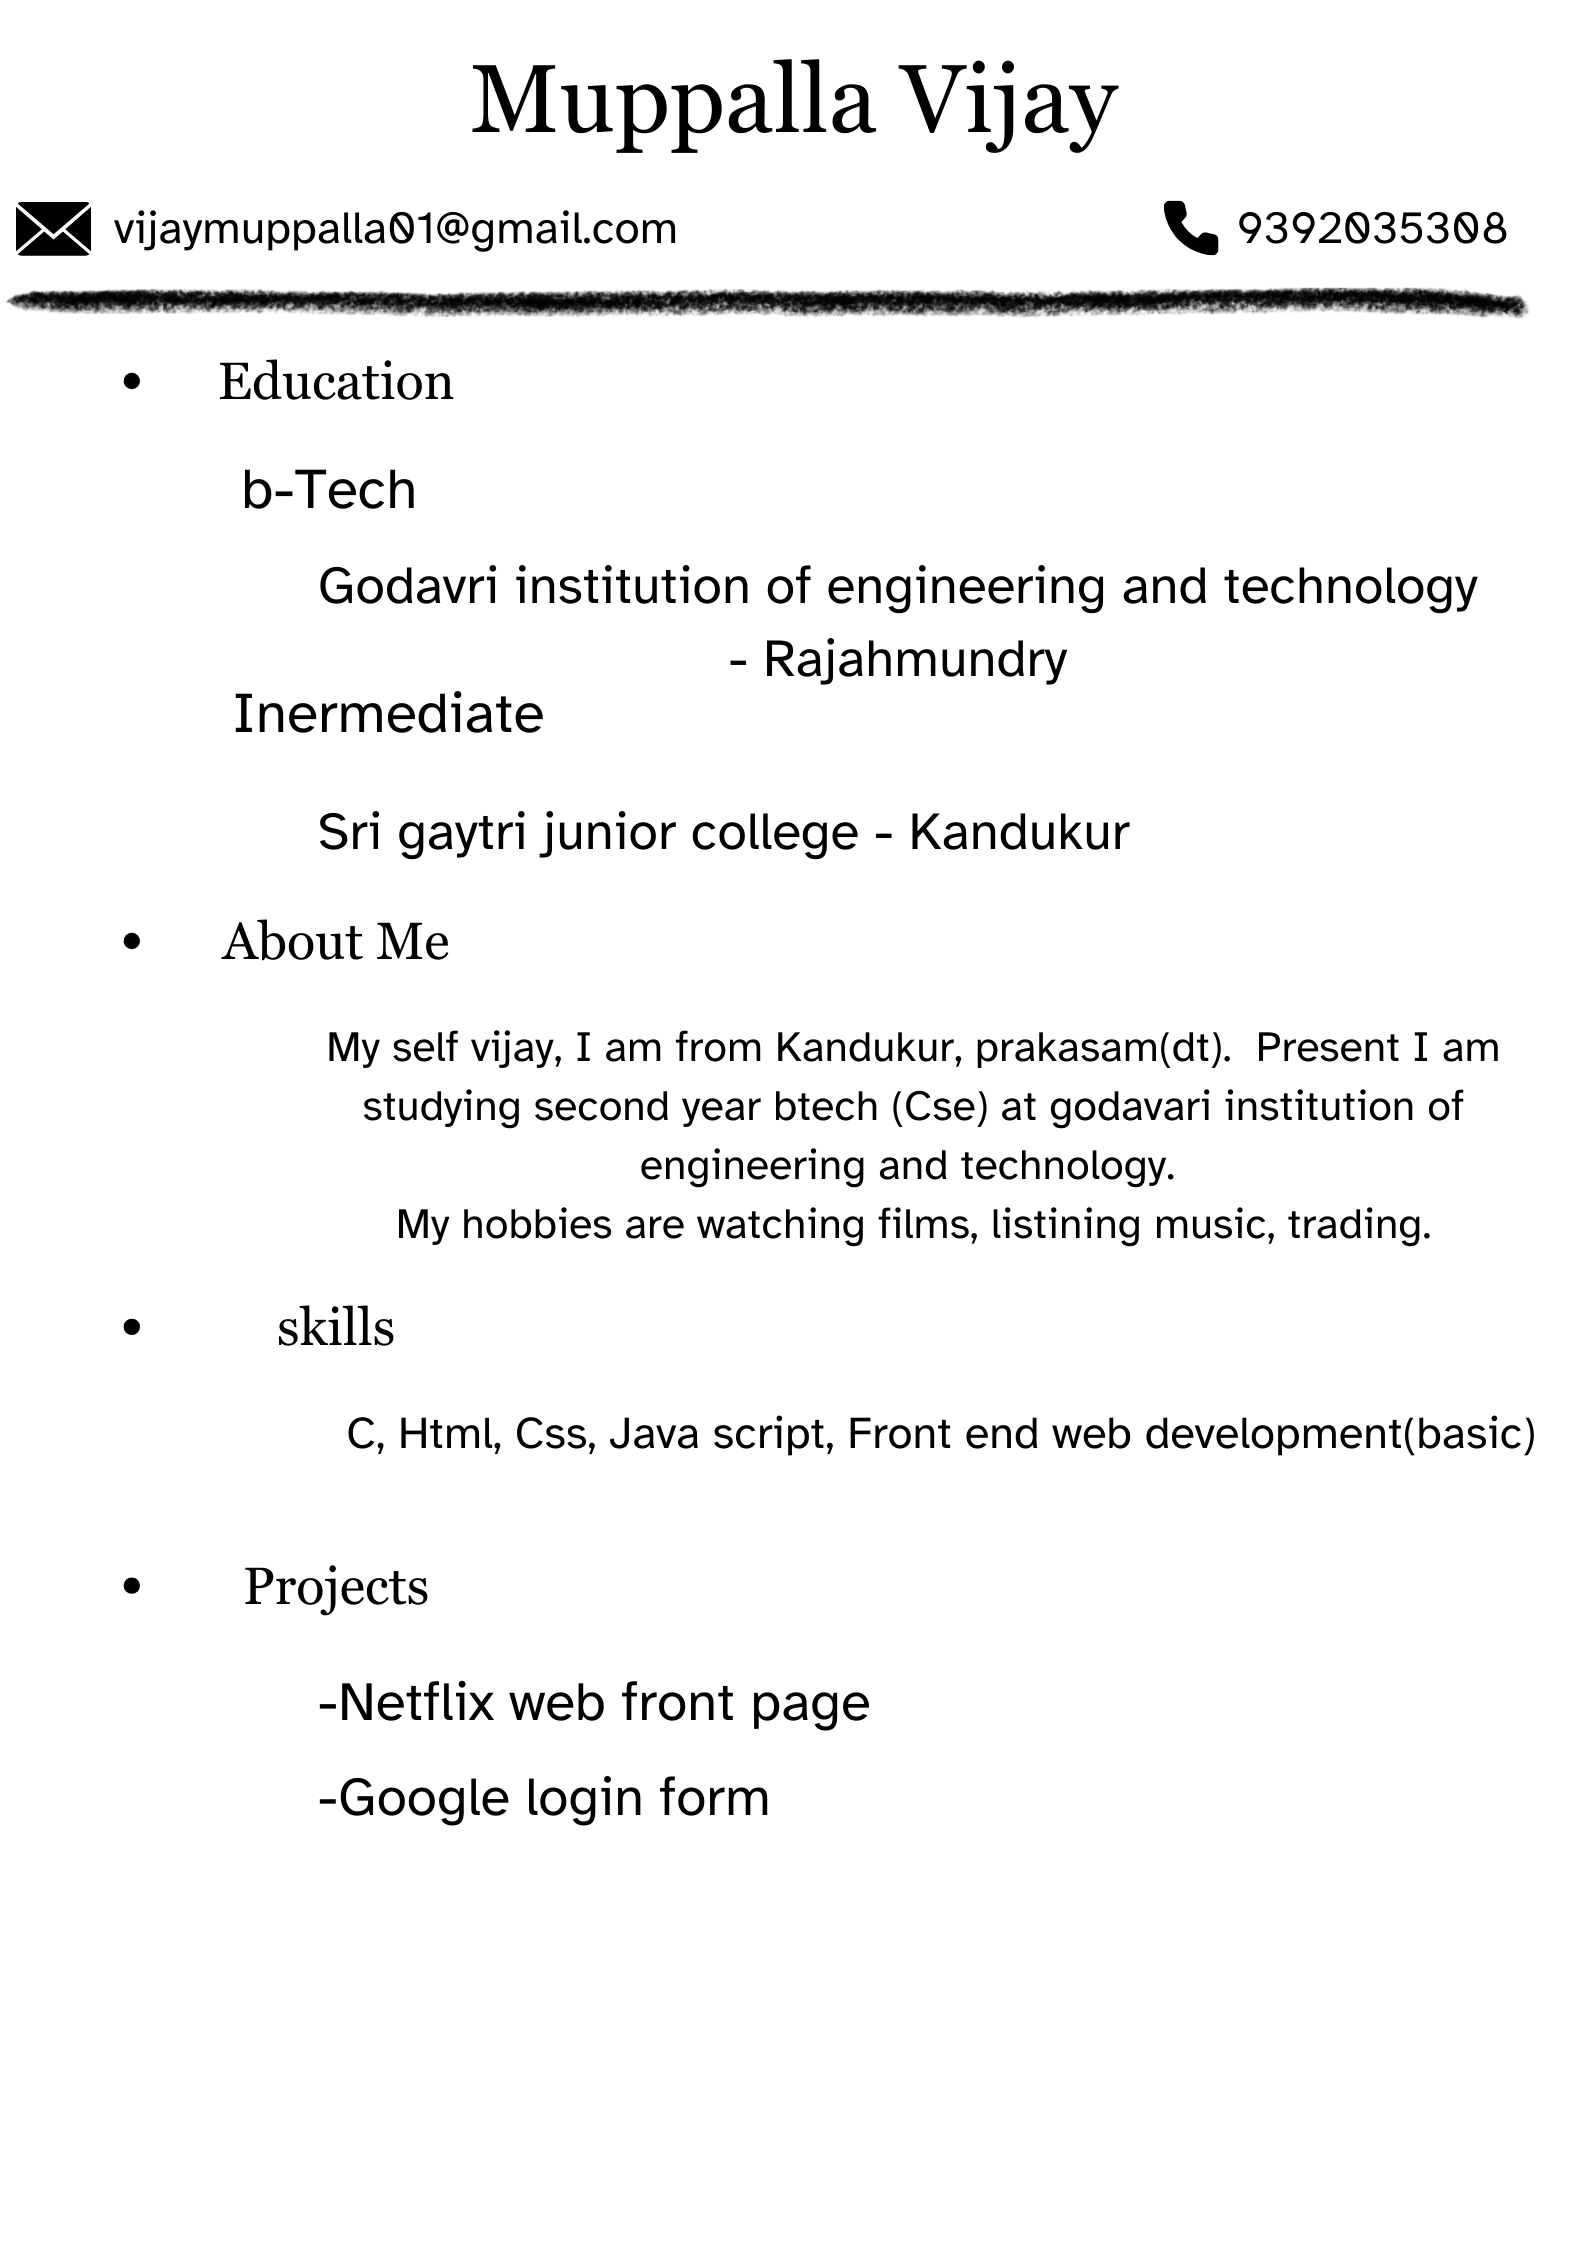 Muppalla Vijay
vijaymuppalla01@gmail.com
9392035308
• Education
b-Tech
Godavri institution of engineering and technology
- Rajahmundry
Inermediate
Sri gaytri junior college - Kandukur
• About Me
My self vijay, I am from Kandukur, prakasam(dt).  Present I am
studying second year btech (Cse) at godavari institution of
engineering and technology.
My hobbies are watching films, listining music, trading.
• skills
C, Html, Css, Java script, Front end web development(basic)
• Projects
-Netflix web front page
-Google login form